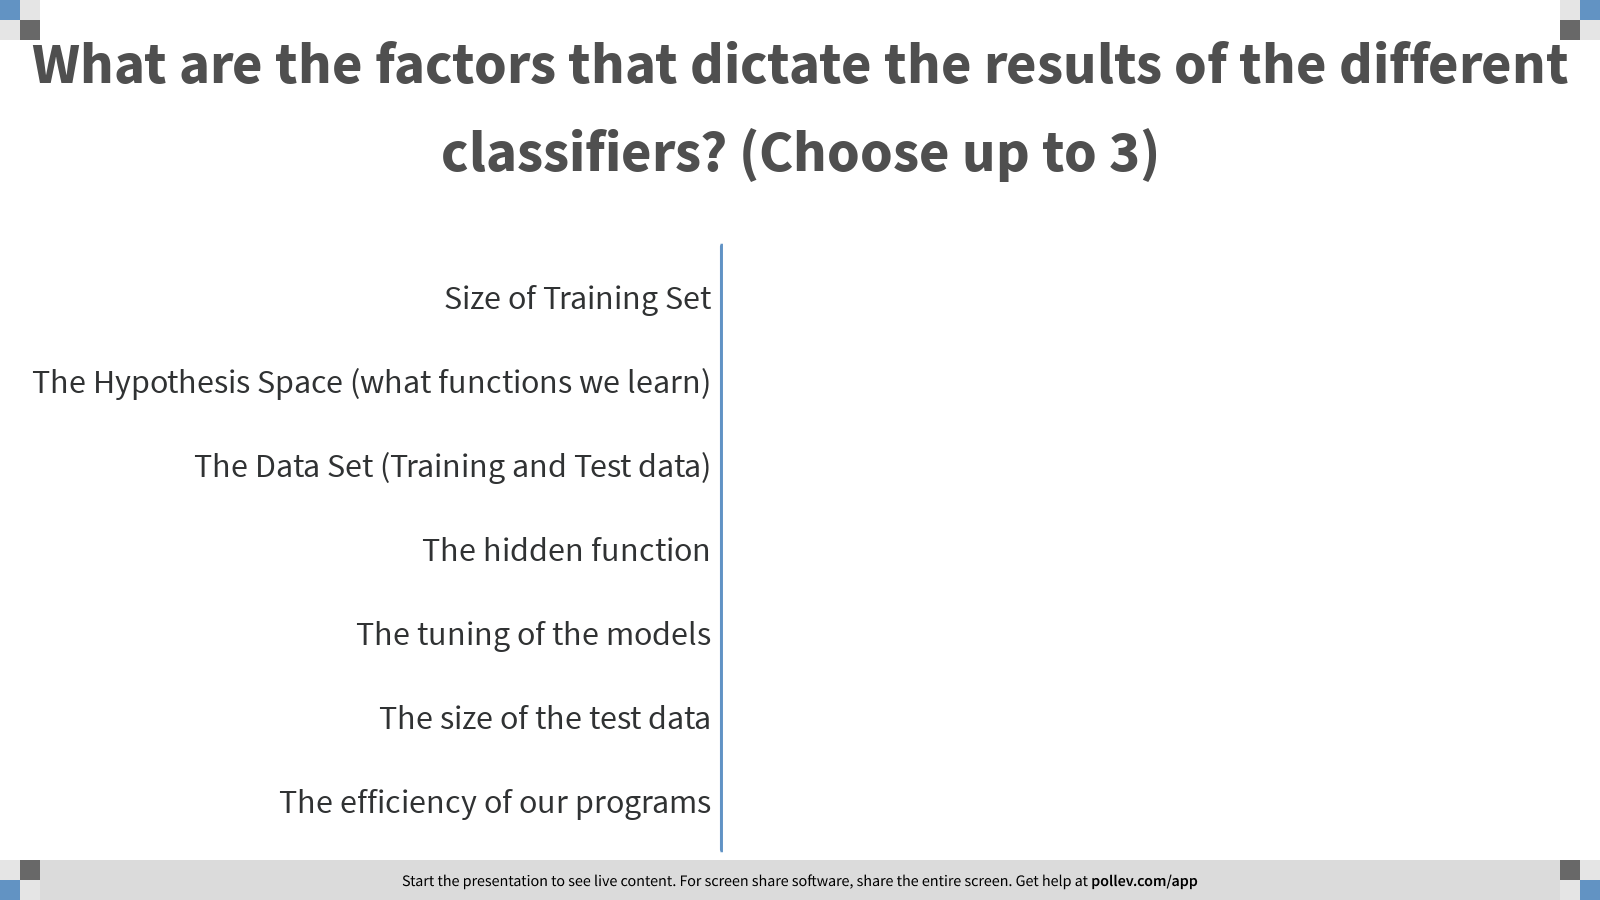 What are the factors that dictate the results of the different
classifiers? (Choose up to 3)
Size of Training Set
The Hypothesis Space (what functions we learn)
The Data Set (Training and Test data)
The hidden function
The tuning of the models
The size of the test data
The efficiency of our programs
Start the presentation to see live content. For screen share software, share the entire screen. Get help at pollev.com/app